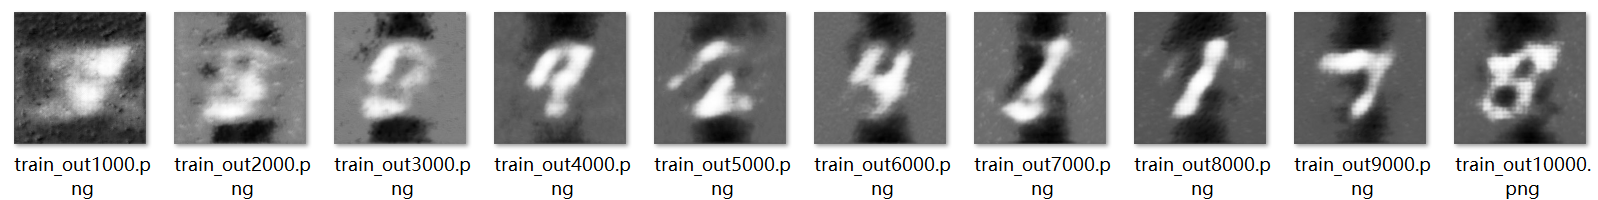 train_out1000.p
ng
train_out2000.p
ng
train_out3000.p
ng
train_out4000.p
ng
train_out5000.p
ng
train_out6000.p
ng
train_out7000.p
ng
train_out8000.p
ng
train_out9000.p
ng
train_out10000.
png